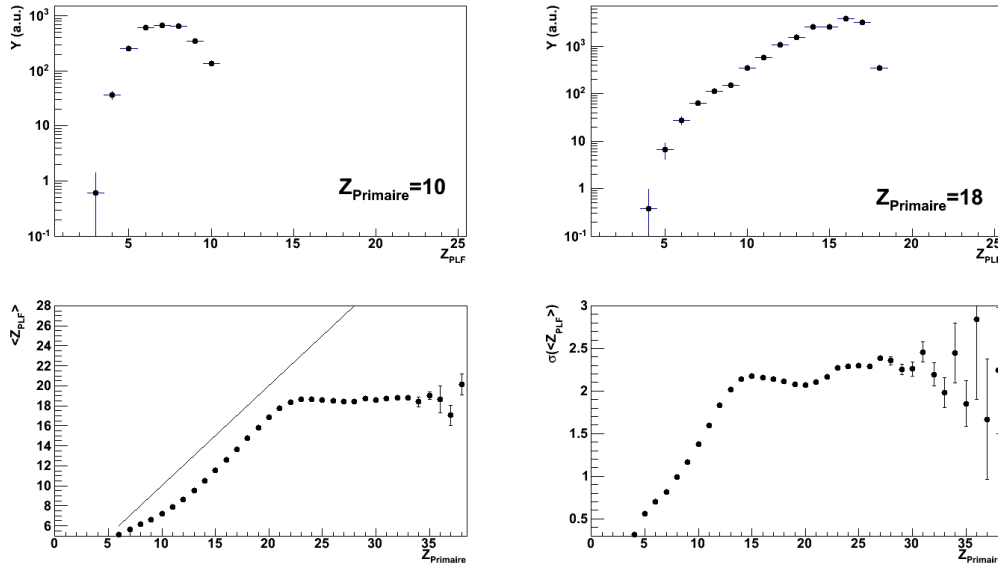 Y (a.u.)
10³
10²
10
1
10⁻¹
Z_Primaire=10
5 10 15 20 25
Z_PLF
Y (a.u.)
10³
10²
10
1
10⁻¹
Z_Primaire=18
5 10 15 20 25
Z_PLF
<Z_PLF>
28
26
24
22
20
18
16
14
12
10
8
6
0 5 10 15 20 25 30 35
Z_Primaire
σ(<Z_PLF>)
3
2.5
2
1.5
1
0.5
0 5 10 15 20 25 30 35
Z_Primaire